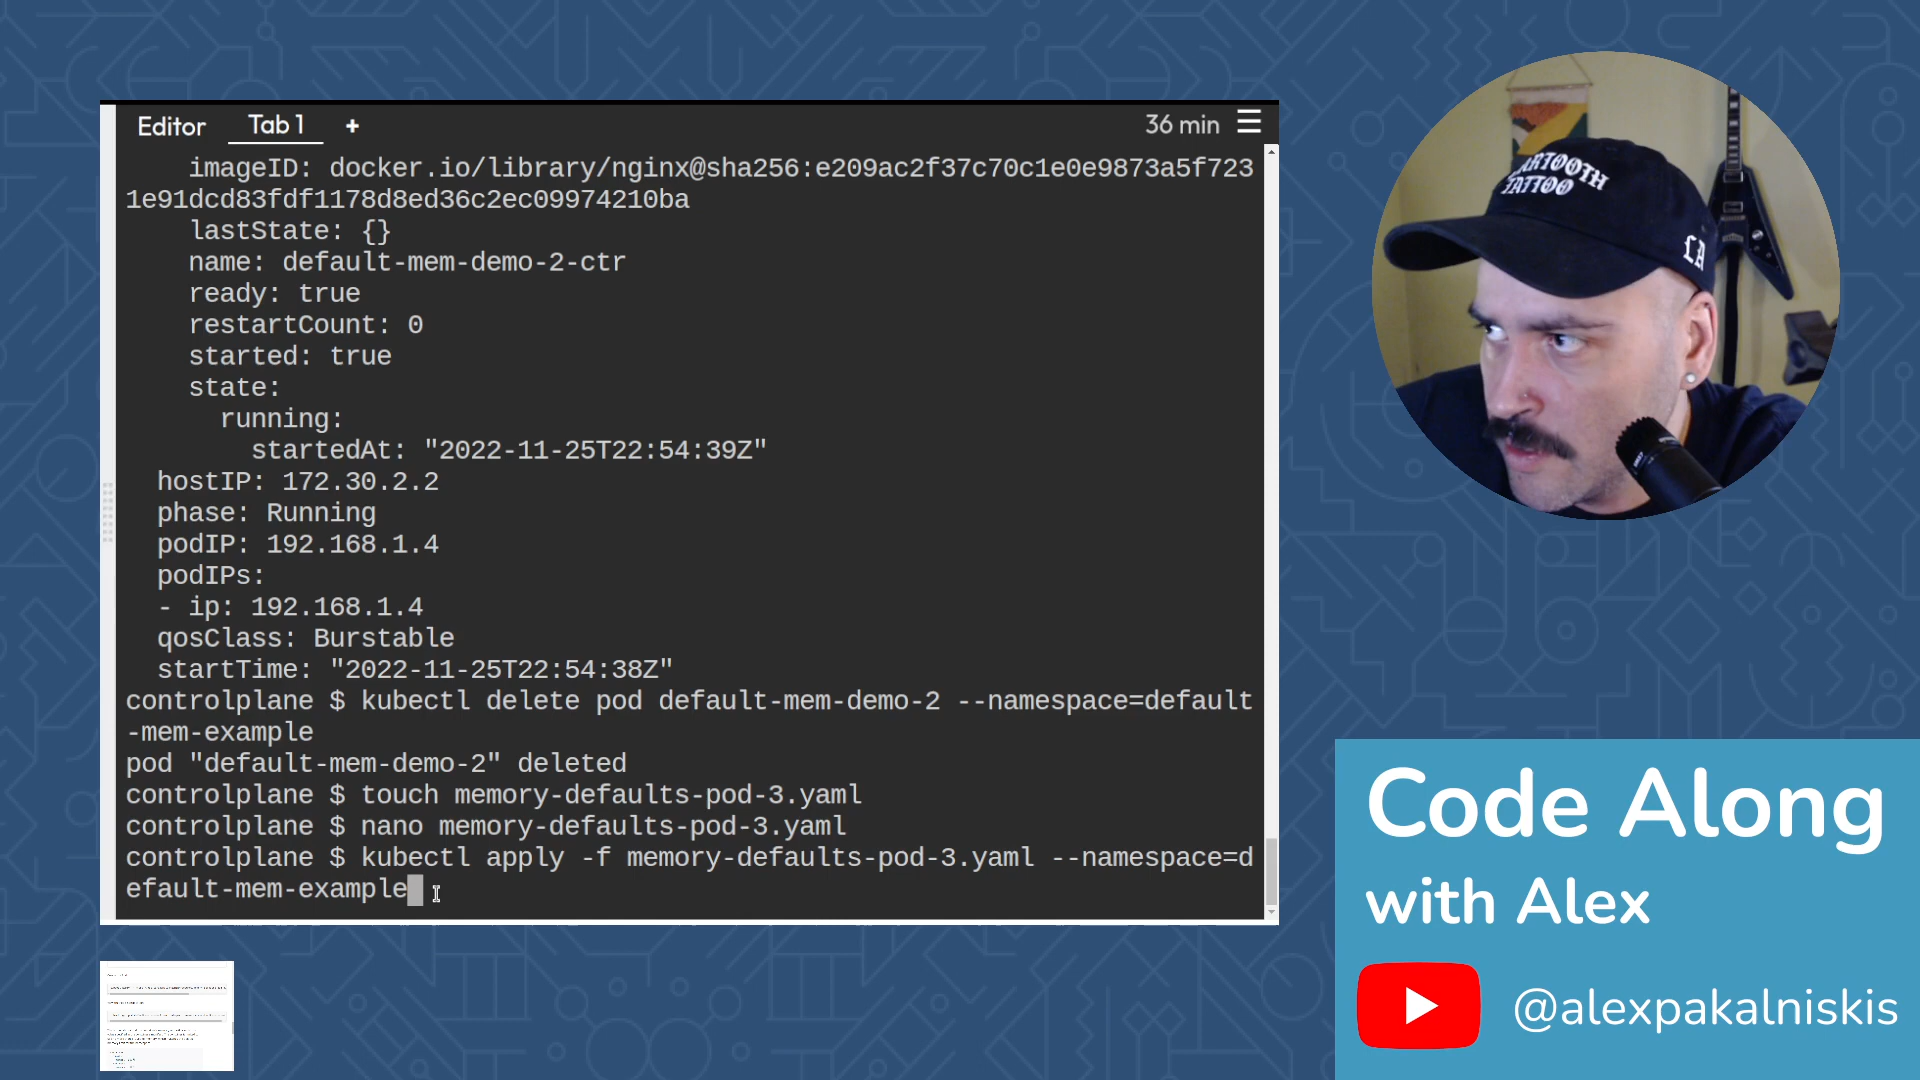 Editor Tab 1 + 36 min
imageID: docker.io/library/nginx@sha256:e209ac2f37c70c1e0e9873a5f723
1e91dcd83fdf1178d8ed36c2ec09974210ba
lastState: {}
name: default-mem-demo-2-ctr
ready: true
restartCount: 0
started: true
state:
running:
startedAt: "2022-11-25T22:54:39Z"
hostIP: 172.30.2.2
phase: Running
podIP: 192.168.1.4
podIPs:
- ip: 192.168.1.4
qosClass: Burstable
startTime: "2022-11-25T22:54:38Z"
controlplane $ kubectl delete pod default-mem-demo-2 --namespace=default
-mem-example
pod "default-mem-demo-2" deleted
controlplane $ touch memory-defaults-pod-3.yaml
controlplane $ nano memory-defaults-pod-3.yaml
controlplane $ kubectl apply -f memory-defaults-pod-3.yaml --namespace=d
efault-mem-example
TATTOO
LA
Code Along
with Alex
@alexpakalniskis